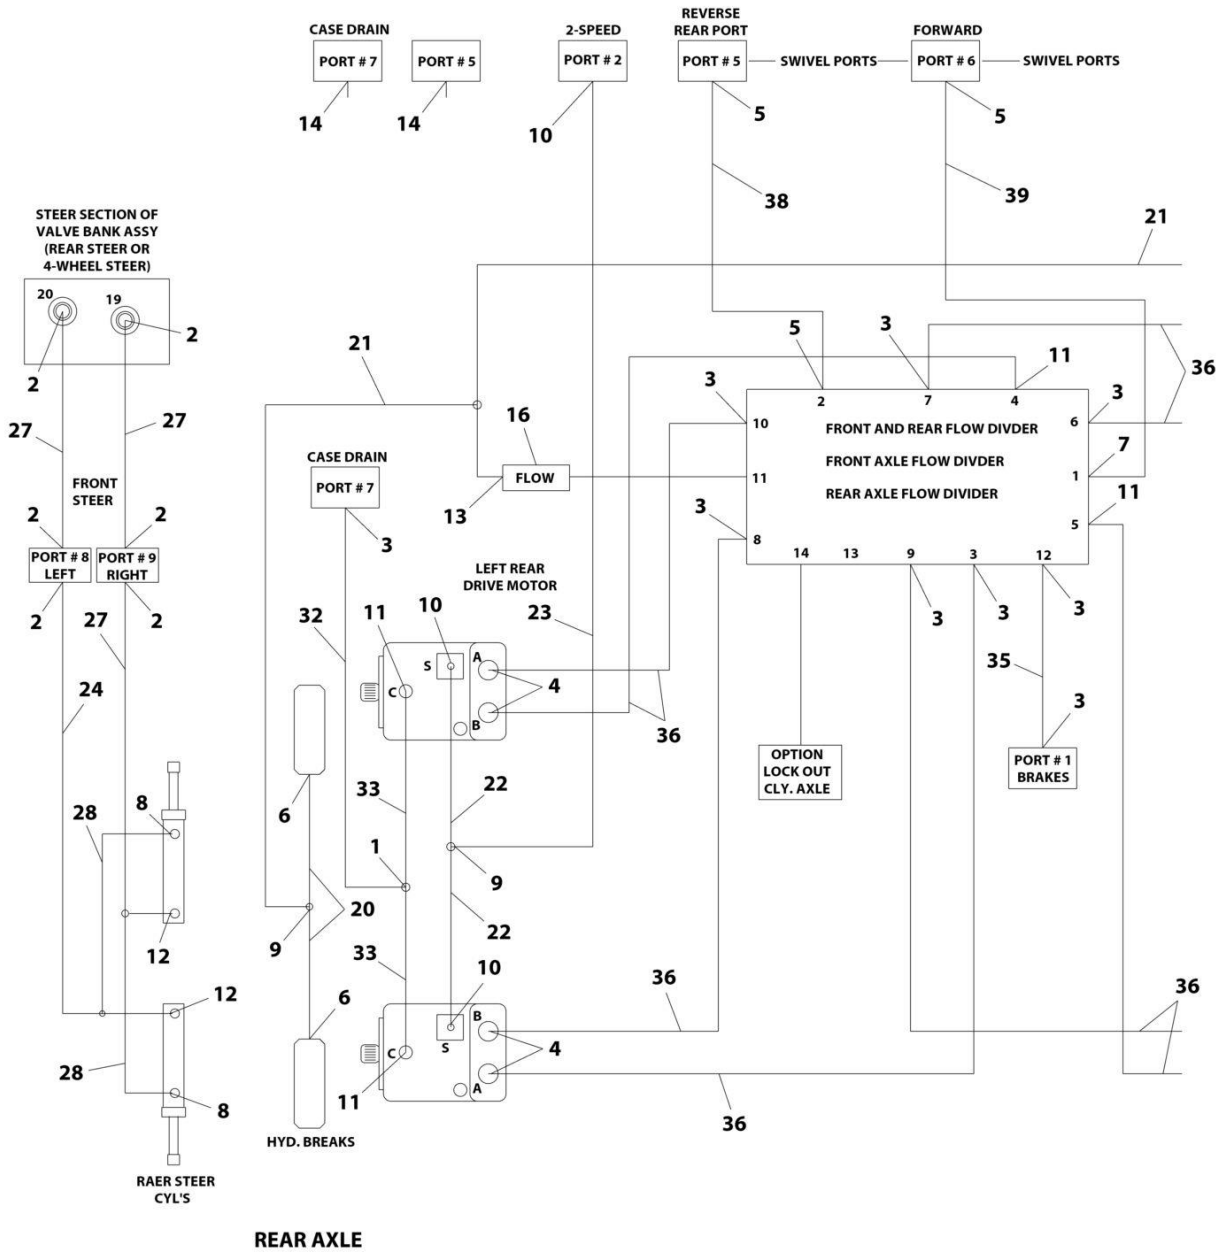 CASE DRAIN
PORT # 7
14
PORT # 5
14
2-SPEED
PORT # 2
10
REVERSE
REAR PORT
PORT # 5
SWIVEL PORTS
5
38
FORWARD
PORT # 6
SWIVEL PORTS
5
39
21
STEER SECTION OF
VALVE BANK ASSY
(REAR STEER OR
4-WHEEL STEER)
20
19
2
2
27
27
FRONT
STEER
2
2
PORT # 8
LEFT
PORT # 9
RIGHT
2
2
27
24
28
8
12
12
28
8
RAER STEER
CYL'S
21
CASE DRAIN
PORT # 7
3
32
11
10
LEFT REAR
DRIVE MOTOR
S
A
C
B
4
36
36
23
6
33
22
1
9
9
20
22
33
10
6
B
C
S
A
4
11
36
36
HYD. BREAKS
16
FLOW
13
5
3
11
36
3
3
7
11
3
2
7
4
10
6
11
1
5
8
14
13
9
3
12
FRONT AND REAR FLOW DIVDER
FRONT AXLE FLOW DIVDER
REAR AXLE FLOW DIVIDER
3
3
3
35
3
OPTION
LOCK OUT
CLY. AXLE
PORT # 1
BRAKES
36
REAR AXLE